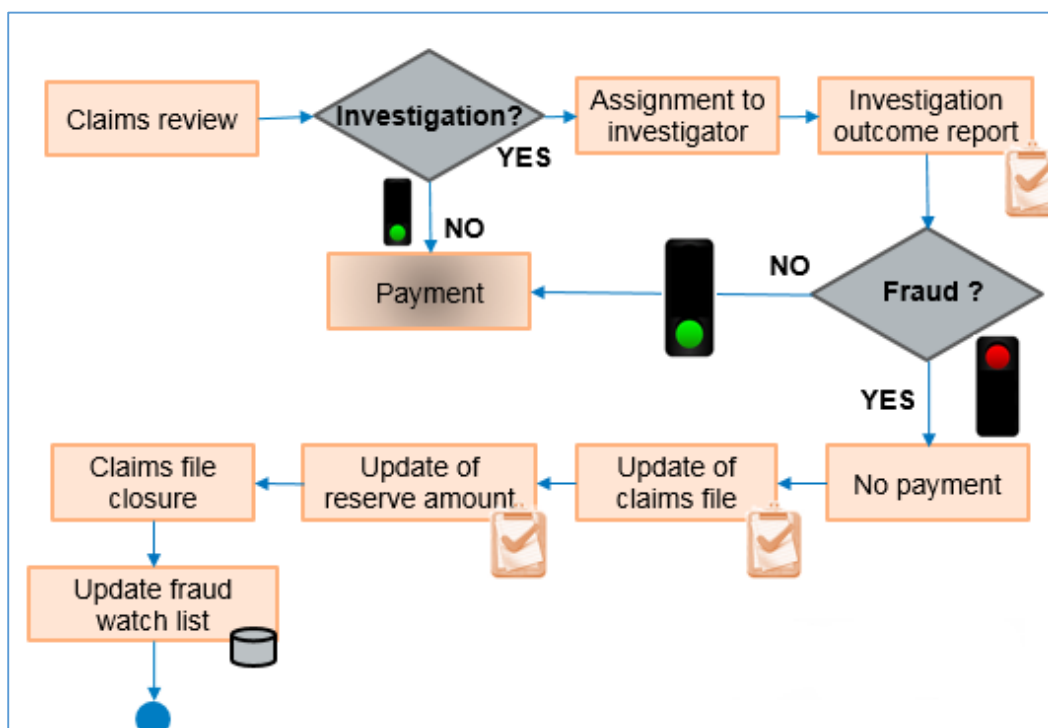 Claims review
Investigation?
YES
NO
Assignment to
investigator
Investigation
outcome report
Payment
NO
Fraud ?
YES
No payment
Update of
claims file
Update of
reserve amount
Claims file
closure
Update fraud
watch list